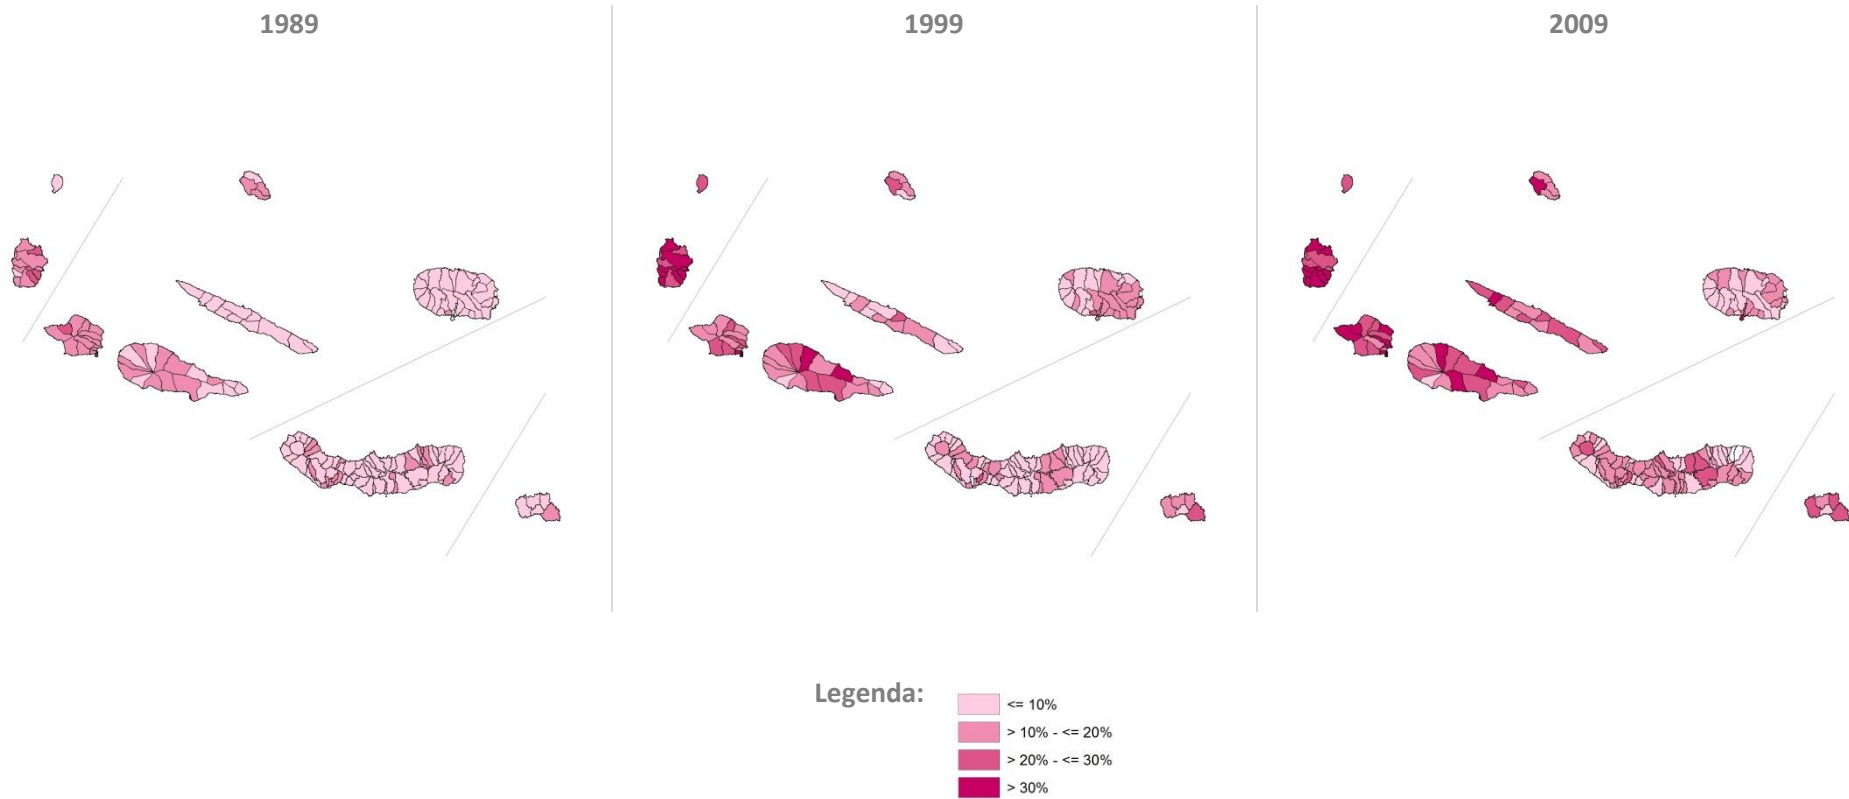 1989
1999
2009
Legenda:
<= 10%
> 10% - <= 20%
> 20% - <= 30%
> 30%